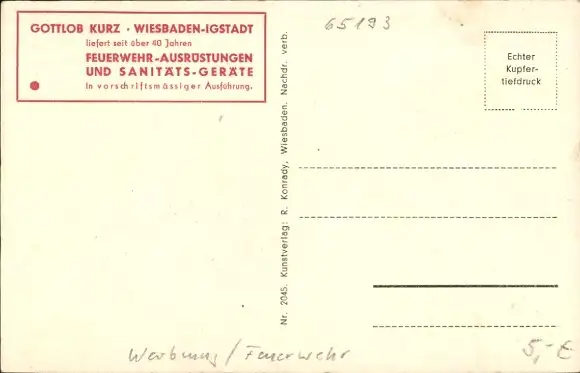 GOTTLOB KURZ · WIESBADEN-IGSTADT
liefert seit über 40 Jahren
FEUERWEHR-AUSRÜSTUNGEN
UND SANITÄTS-GERÄTE
In vorschriftsmässiger Ausführung.
65193
Echter
Kupfer-
tiefdruck
Nr. 2045. Kunstverlag: R. Konrady, Wiesbaden. Nachdr. verb.
Werbung / Feuerwehr
5,- €